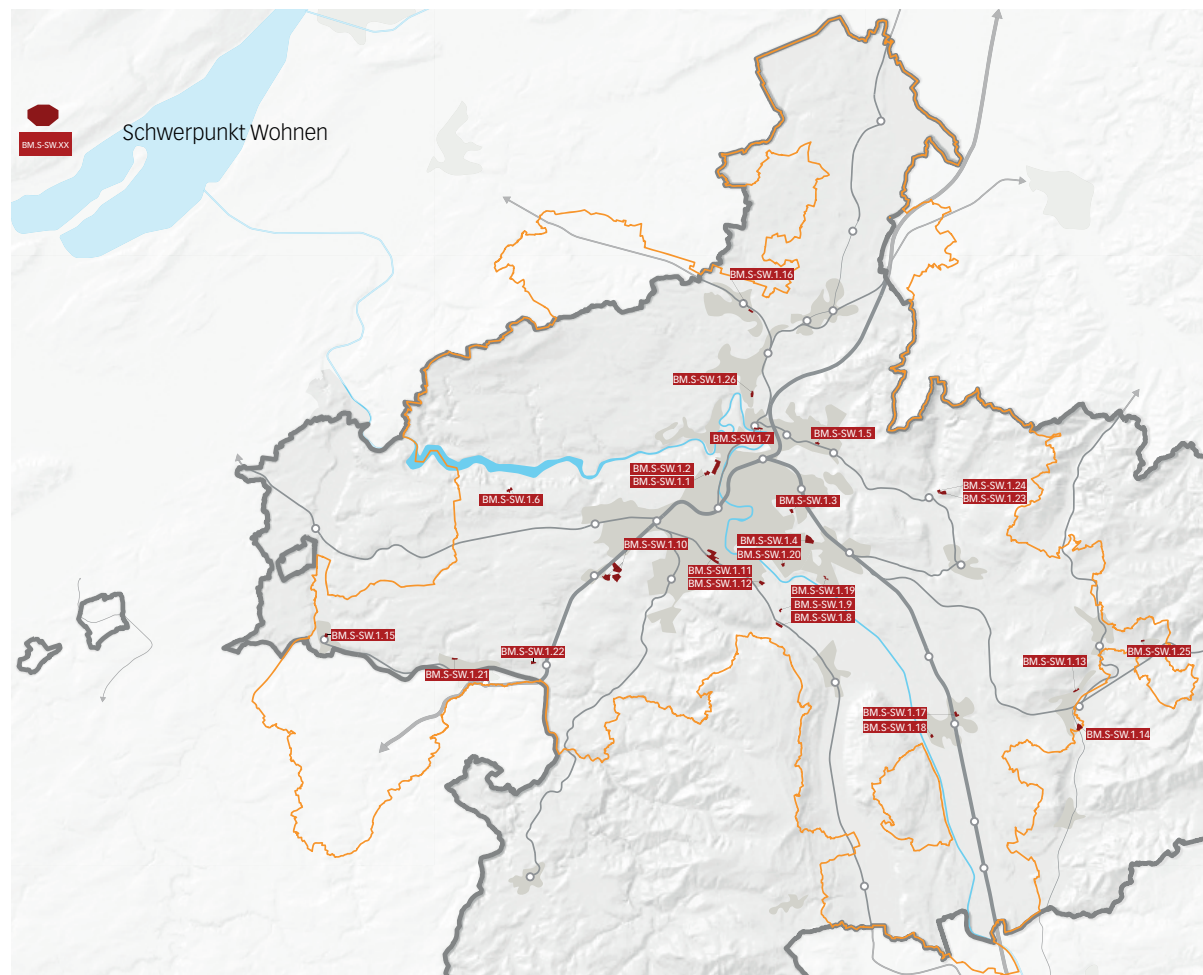 Schwerpunkt Wohnen
BM.S-SW.XX
BM.S-SW.1.16
BM.S-SW.1.26
BM.S-SW.1.7
BM.S-SW.1.5
BM.S-SW.1.2
BM.S-SW.1.1
BM.S-SW.1.6
BM.S-SW.1.24
BM.S-SW.1.23
BM.S-SW.1.3
BM.S-SW.1.4
BM.S-SW.1.20
BM.S-SW.1.10
BM.S-SW.1.11
BM.S-SW.1.12
BM.S-SW.1.19
BM.S-SW.1.9
BM.S-SW.1.8
BM.S-SW.1.15
BM.S-SW.1.22
BM.S-SW.1.21
BM.S-SW.1.25
BM.S-SW.1.13
BM.S-SW.1.17
BM.S-SW.1.18
BM.S-SW.1.14